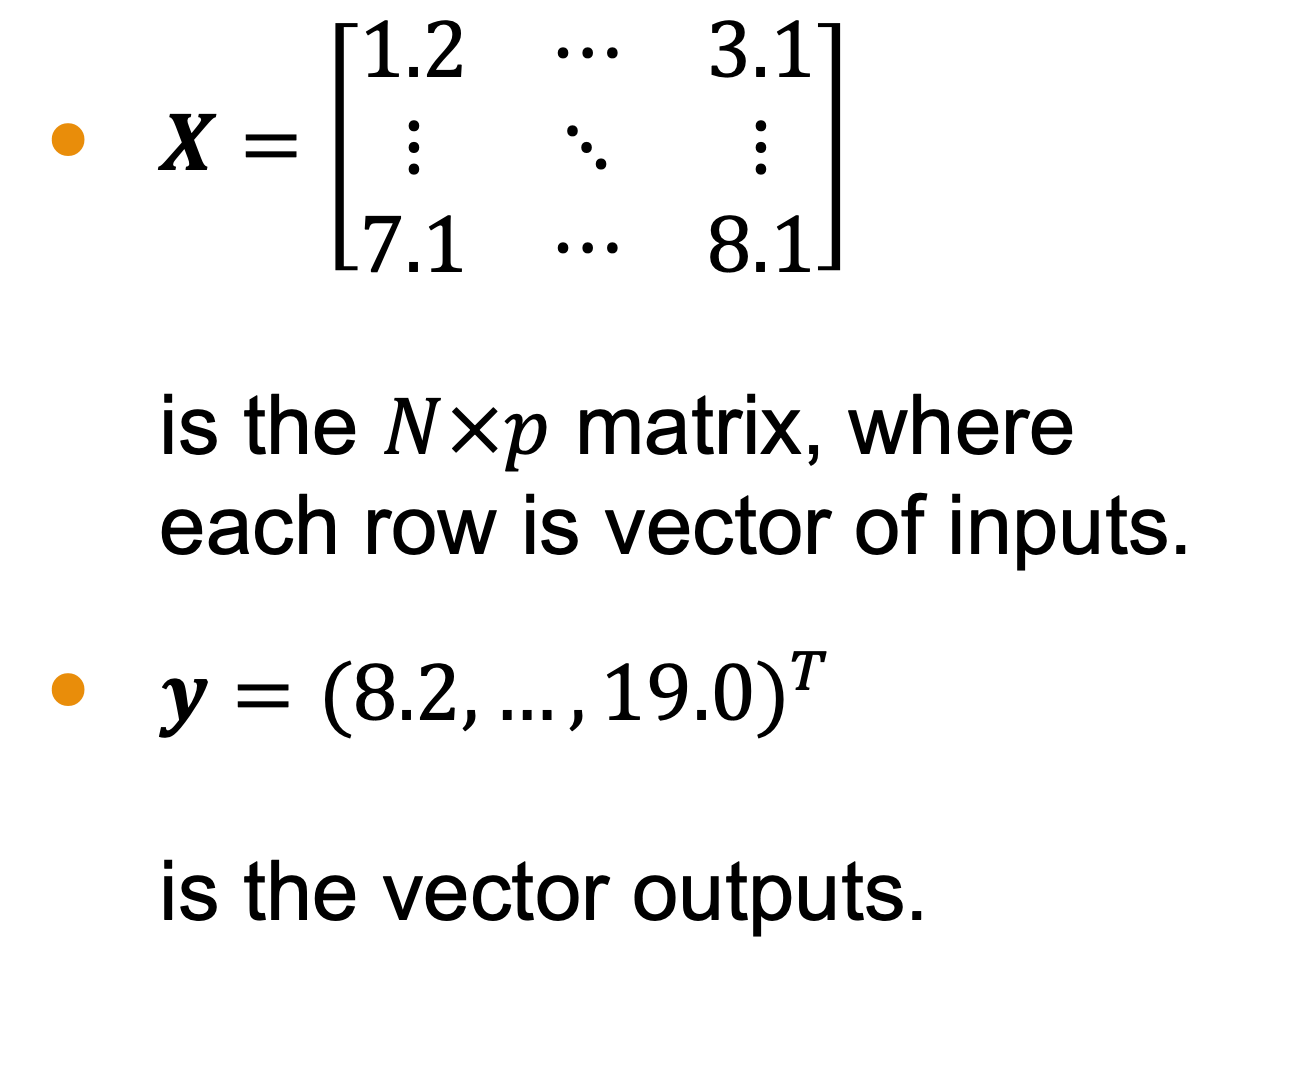 • X = [1.2 ⋯ 3.1
⋮ ⋱ ⋮
7.1 ⋯ 8.1]
is the N×p matrix, where
each row is vector of inputs.
• y = (8.2, …, 19.0)ᵀ
is the vector outputs.